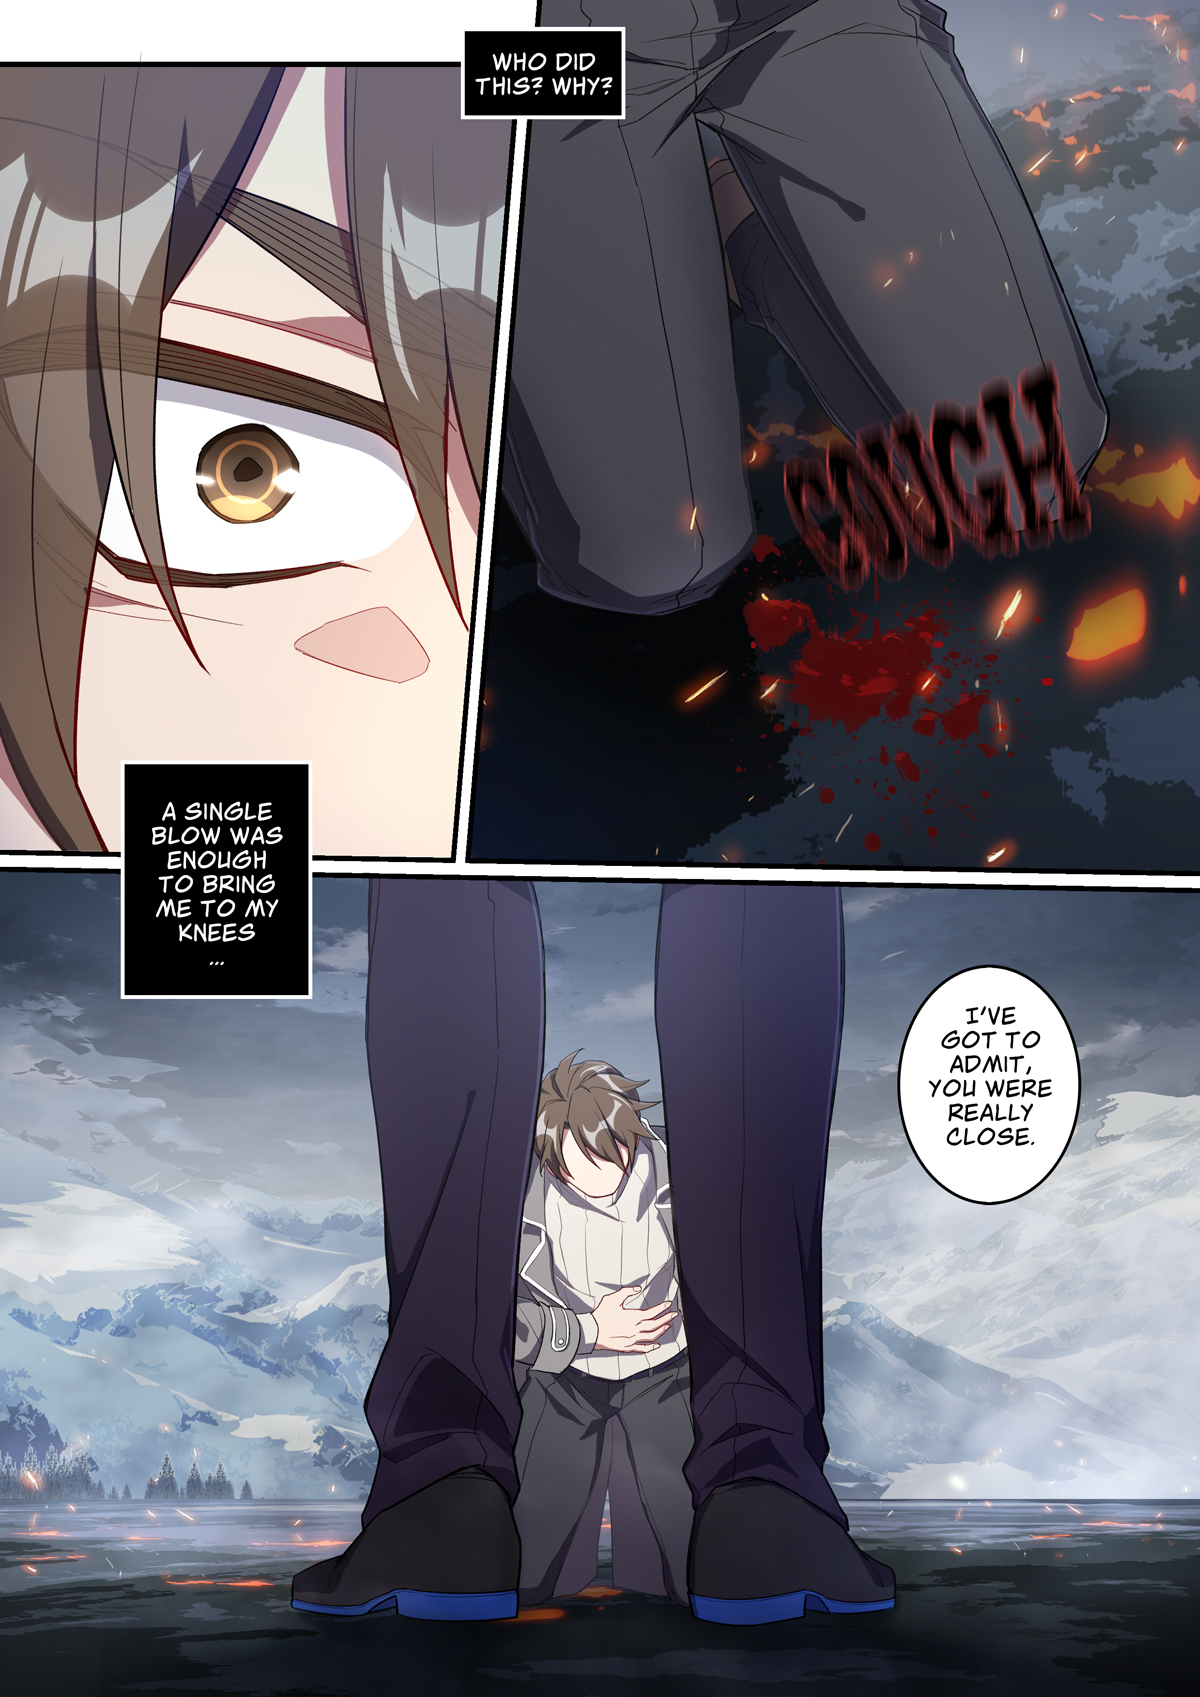 WHO DID
THIS? WHY?
COUGH
A SINGLE
BLOW WAS
ENOUGH
TO BRING
ME TO MY
KNEES
...
I'VE
GOT TO
ADMIT,
YOU WERE
REALLY
CLOSE.